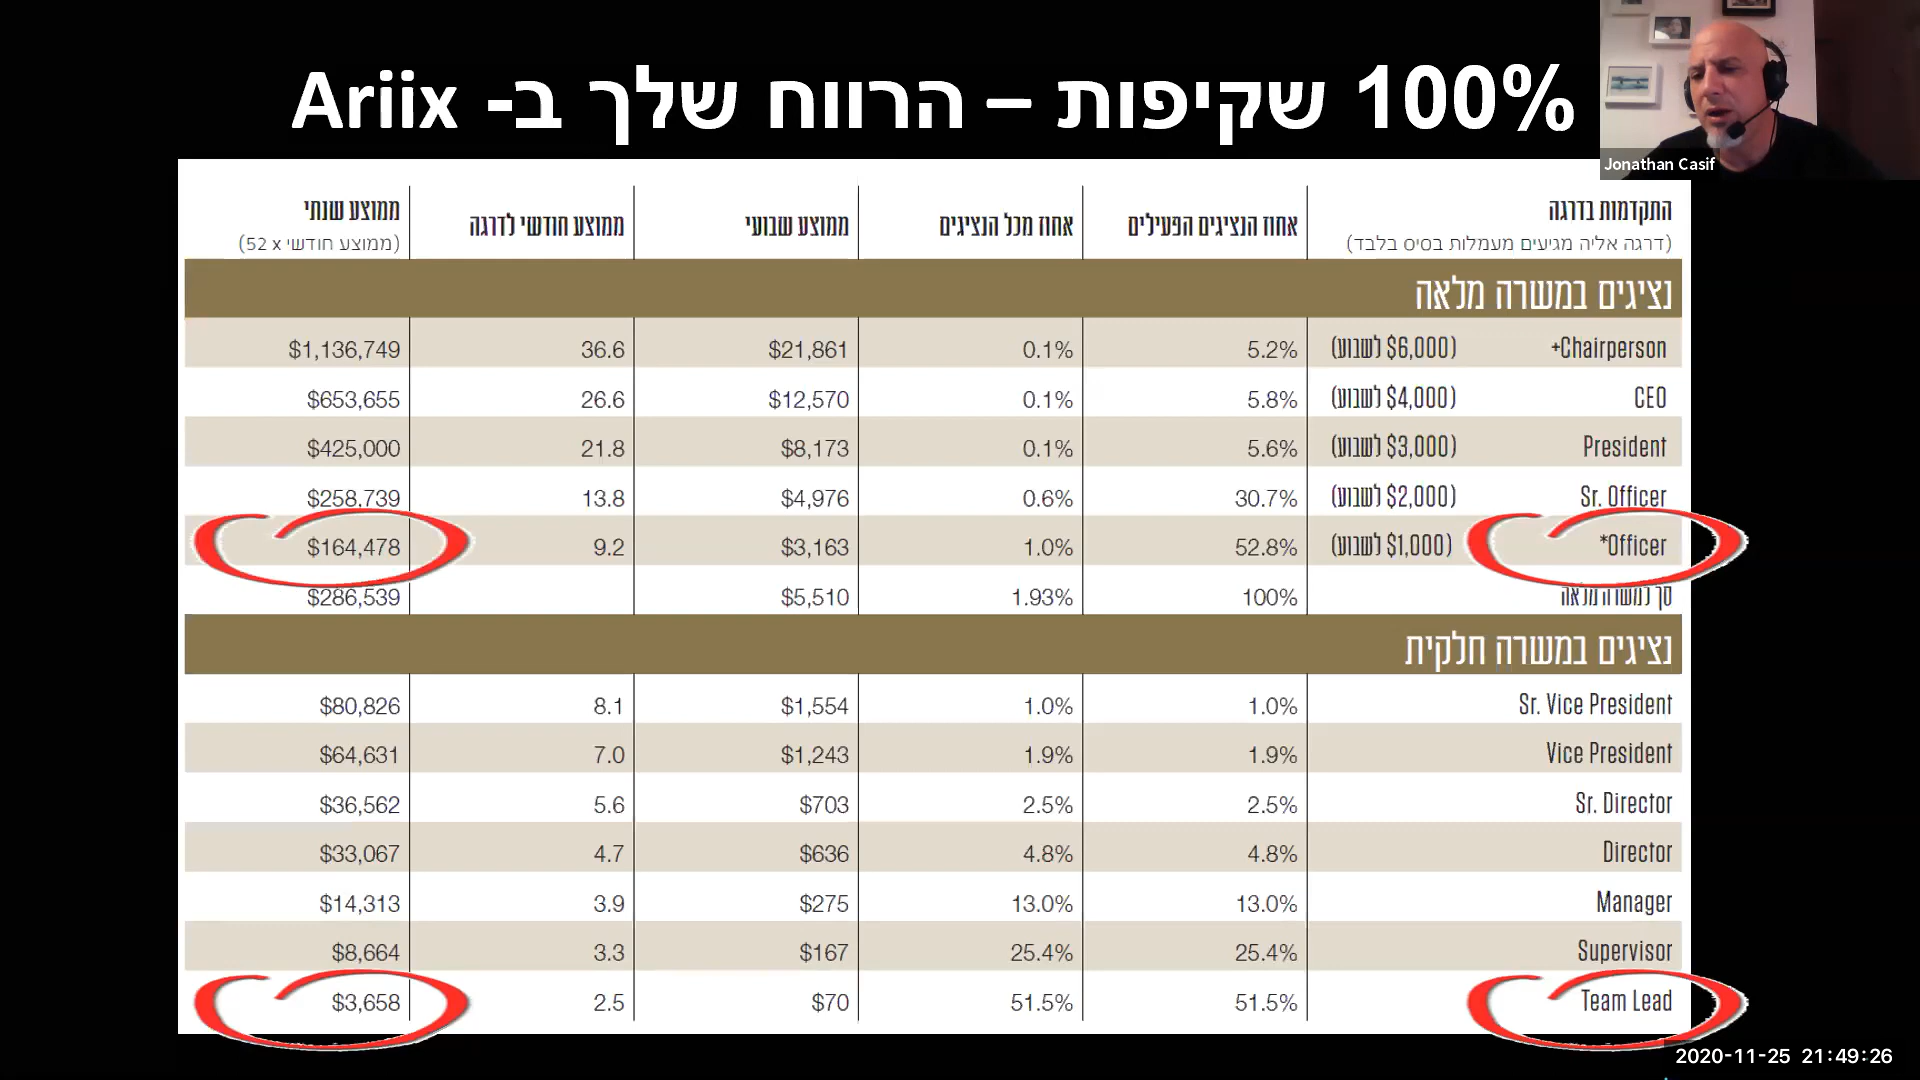 100% שקיפות – הרווח שלך ב- Ariix
Jonathan Casif
התקדמות בדרגה
(דרגה אליה מגיעים מעמלות בסיס בלבד)
אחוז הנציגים הפעילים
אחוז מכל הנציגים
ממוצע שבועי
ממוצע חודשי לדרגה
ממוצע שנתי
(ממוצע חודשי x 52)
נציגים במשרה מלאה
+Chairperson ($6,000 לשבוע) 5.2% 0.1% $21,861 36.6 $1,136,749
CEO ($4,000 לשבוע) 5.8% 0.1% $12,570 26.6 $653,655
President ($3,000 לשבוע) 5.6% 0.1% $8,173 21.8 $425,000
Sr. Officer ($2,000 לשבוע) 30.7% 0.6% $4,976 13.8 $258,739
*Officer ($1,000 לשבוע) 52.8% 1.0% $3,163 9.2 $164,478
סך למשרה מלאה 100% 1.93% $5,510 $286,539
נציגים במשרה חלקית
Sr. Vice President 1.0% 1.0% $1,554 8.1 $80,826
Vice President 1.9% 1.9% $1,243 7.0 $64,631
Sr. Director 2.5% 2.5% $703 5.6 $36,562
Director 4.8% 4.8% $636 4.7 $33,067
Manager 13.0% 13.0% $275 3.9 $14,313
Supervisor 25.4% 25.4% $167 3.3 $8,664
Team Lead 51.5% 51.5% $70 2.5 $3,658
2020-11-25 21:49:26